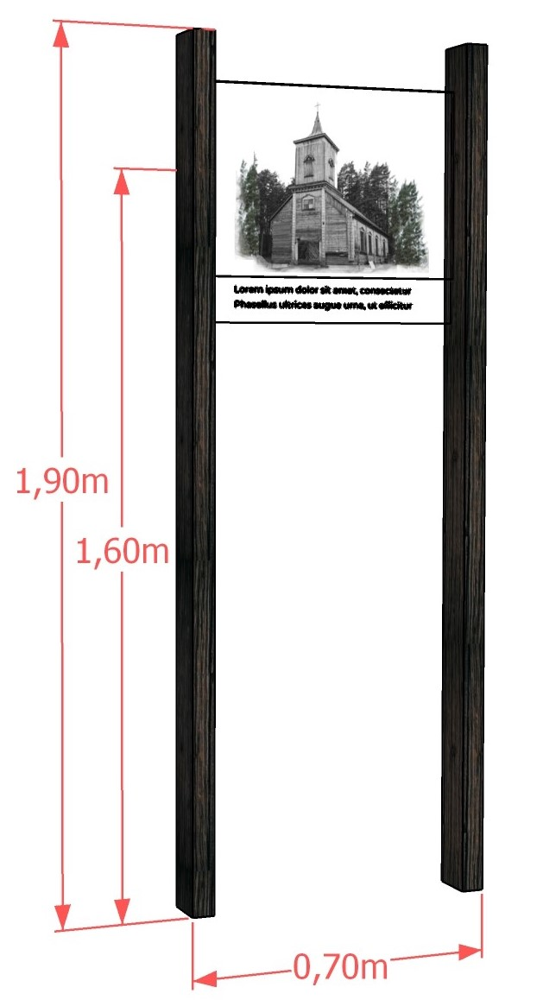 Lorem ipsum dolor sit amet, consectetur
Phasellus ultrices augue urna, ut efficitur
1,90m
1,60m
0,70m